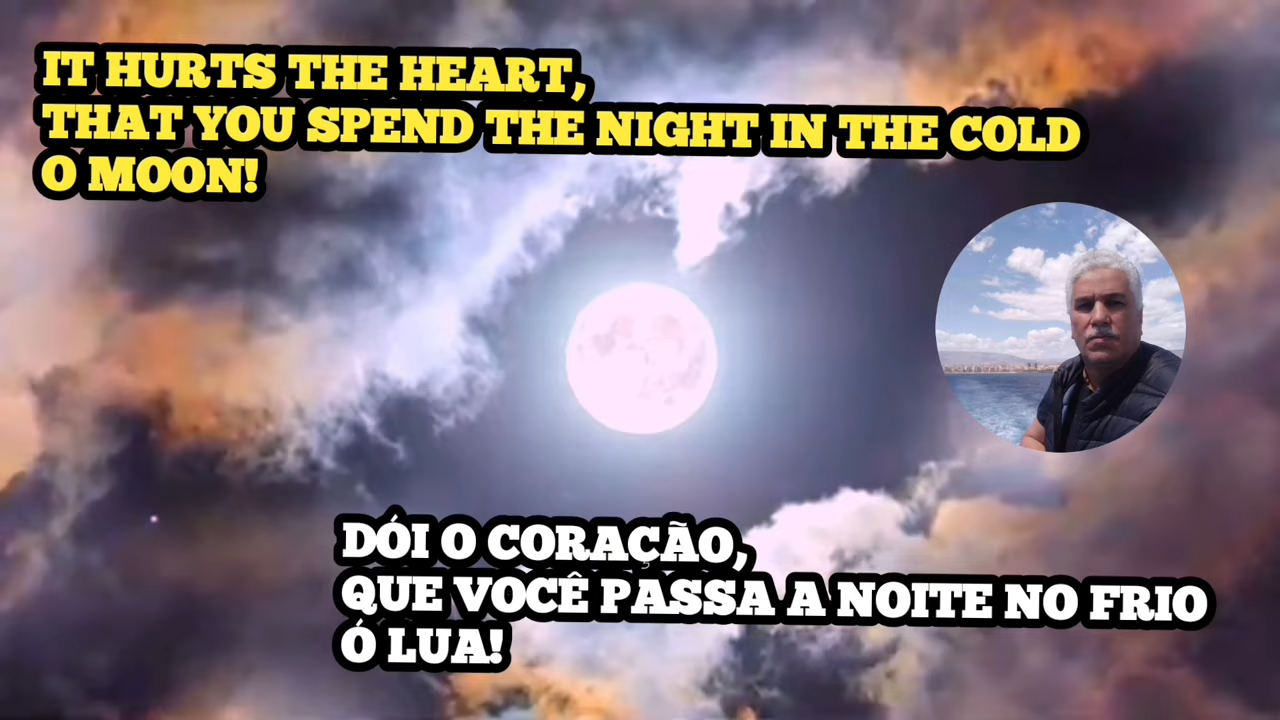 IT HURTS THE HEART,
THAT YOU SPEND THE NIGHT IN THE COLD
O MOON!
DÓI O CORAÇÃO,
QUE VOCÊ PASSA A NOITE NO FRIO
Ó LUA!